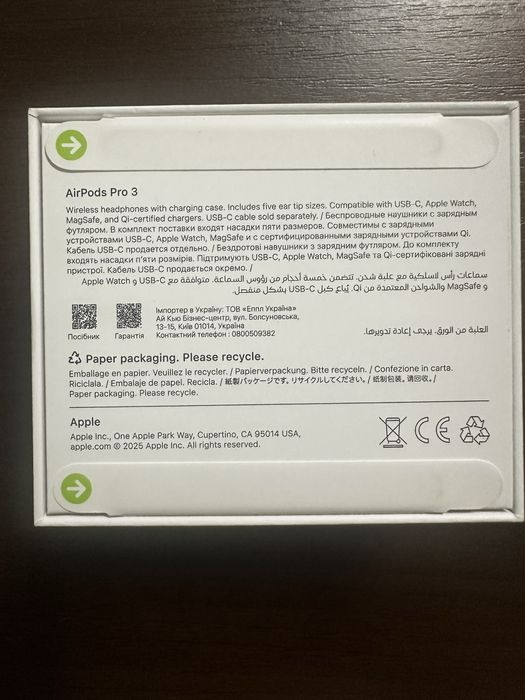 AirPods Pro 3
Wireless headphones with charging case. Includes five ear tip sizes. Compatible with USB-C, Apple Watch,
MagSafe, and Qi-certified chargers. USB-C cable sold separately. / Беспроводные наушники с зарядным
футляром. В комплект поставки входят насадки пяти размеров. Совместимы с зарядными
устройствами USB-C, Apple Watch, MagSafe и с сертифицированными зарядными устройствами Qi.
Кабель USB-C продается отдельно. / Бездротові навушники з зарядним футляром. До комплекту
входять насадки п'яти розмірів. Підтримують USB-C, Apple Watch, MagSafe та Qi-сертифіковані зарядні
пристрої. Кабель USB-C продається окремо. /
سماعات رأس لاسلكية مع علبة شحن. تتضمن خمسة أحجام من رؤوس السماعة. متوافقة مع USB-C و Apple Watch
و MagSafe والشواحن المعتمدة من Qi. يُباع كبل USB-C بشكل منفصل.
Посібник
Гарантія
Імпортер в Україну: ТОВ «Еппл Україна»
Ай Кью Бізнес-центр, вул. Болсуновська,
13-15, Київ 01014, Україна
Контактний телефон : 0800509382
العلبة من الورق. يرجى إعادة تدويرها.
Paper packaging. Please recycle.
Emballage en papier. Veuillez le recycler. / Papierverpackung. Bitte recyceln. / Confezione in carta.
Riciclala. / Embalaje de papel. Recicla. / 紙製パッケージです。リサイクルしてください。/ 纸制包装。请回收。/
Paper packaging. Please recycle.
Apple
Apple Inc., One Apple Park Way, Cupertino, CA 95014 USA,
apple.com © 2025 Apple Inc. All rights reserved.
CE